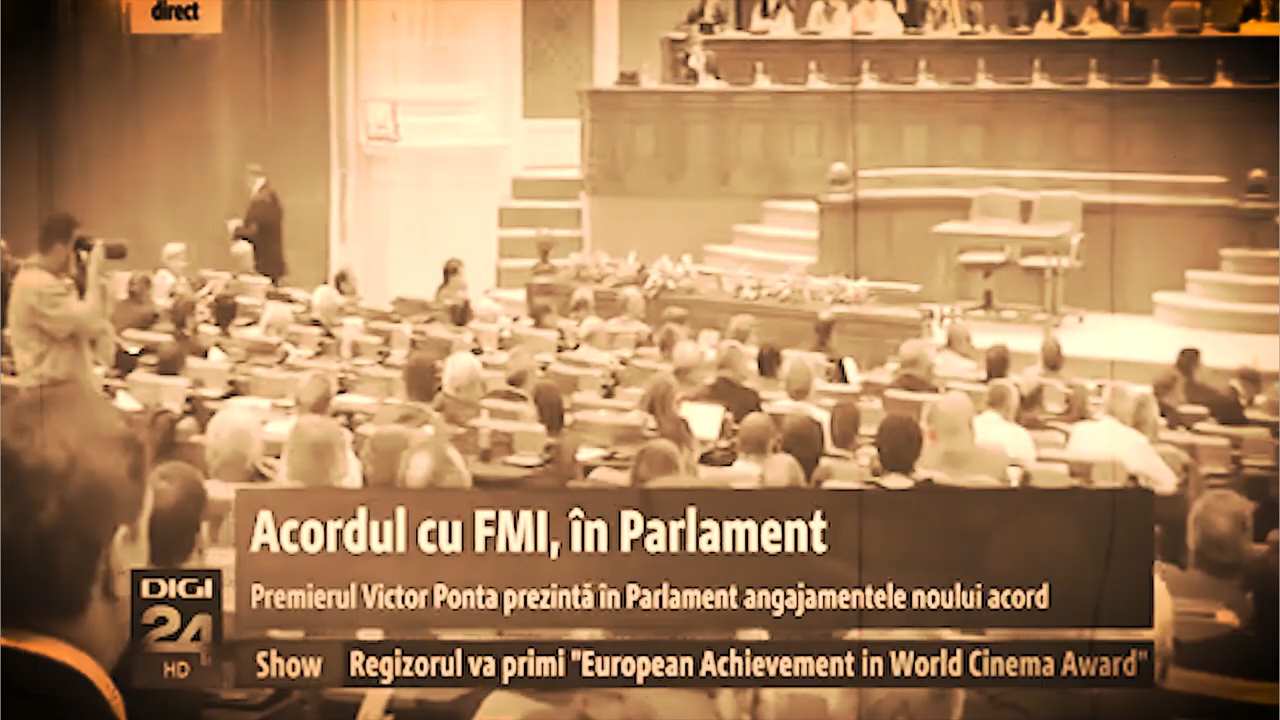 direct
Acordul cu FMI, în Parlament
Premierul Victor Ponta prezintă în Parlament angajamentele noului acord
DIGI
24
HD
Show Regizorul va primi "European Achievement in World Cinema Award"